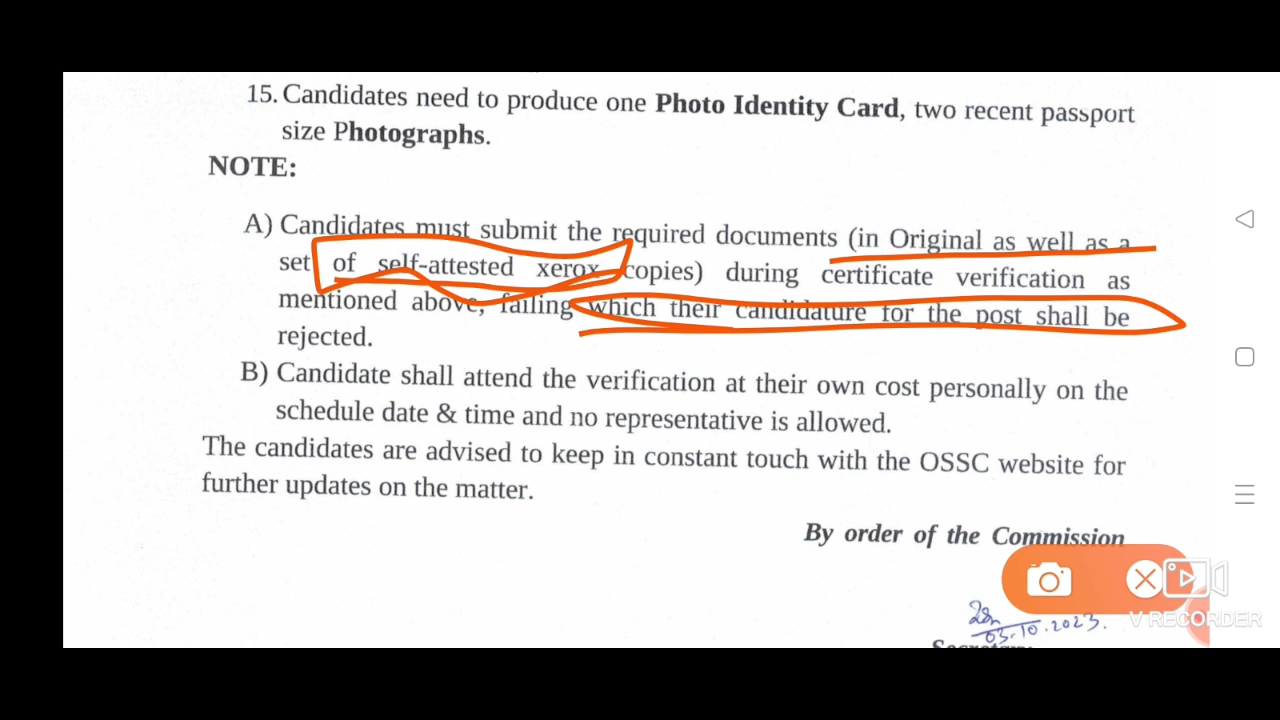 15. Candidates need to produce one Photo Identity Card, two recent passport
size Photographs.
NOTE:
A) Candidates must submit the required documents (in Original as well as a
set of self-attested xerox copies) during certificate verification as
mentioned above, failing which their candidature for the post shall be
rejected.
B) Candidate shall attend the verification at their own cost personally on the
schedule date & time and no representative is allowed.
The candidates are advised to keep in constant touch with the OSSC website for
further updates on the matter.
By order of the Commission
03.10.2023.
V RECORDER